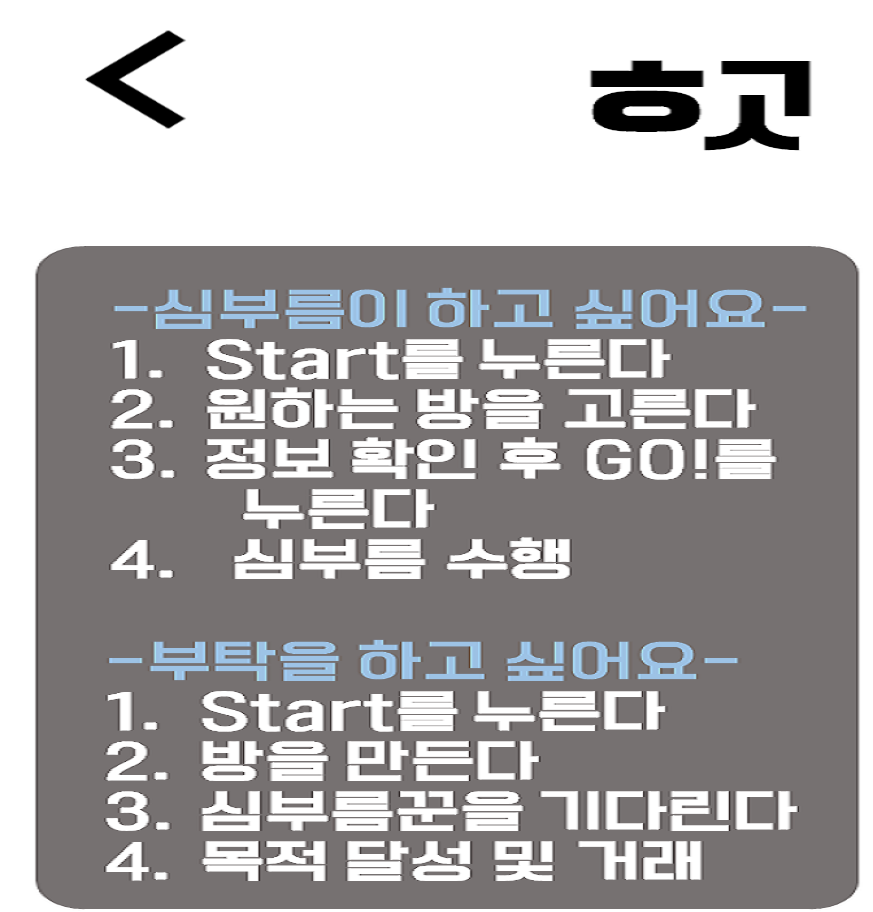 <
ㅎ고
-심부름이 하고 싶어요-
1. Start를 누른다
2. 원하는 방을 고른다
3. 정보 확인 후 GO!를
누른다
4. 심부름 수행
-부탁을 하고 싶어요-
1. Start를 누른다
2. 방을 만든다
3. 심부름꾼을 기다린다
4. 목적 달성 및 거래